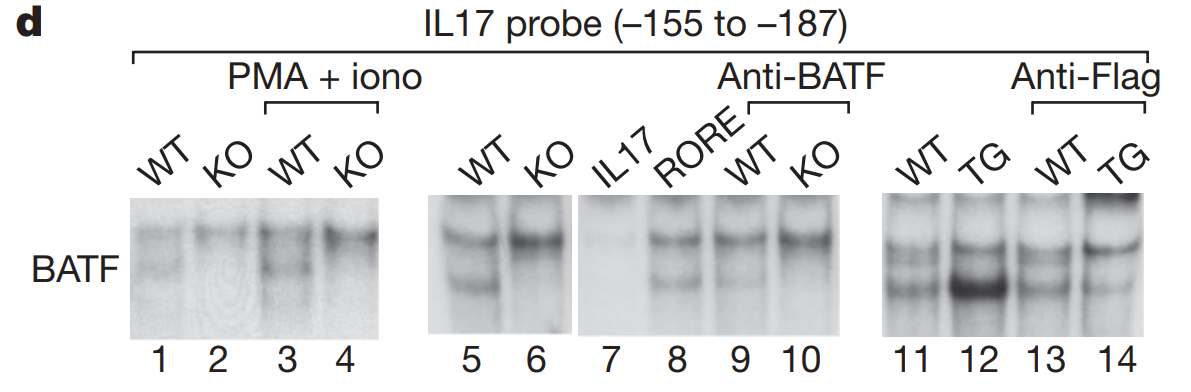 d
IL17 probe (–155 to –187)
PMA + iono Anti-BATF Anti-Flag
WT KO WT KO WT KO IL17 RORE WT KO WT TG WT TG
BATF
1 2 3 4 5 6 7 8 9 10 11 12 13 14